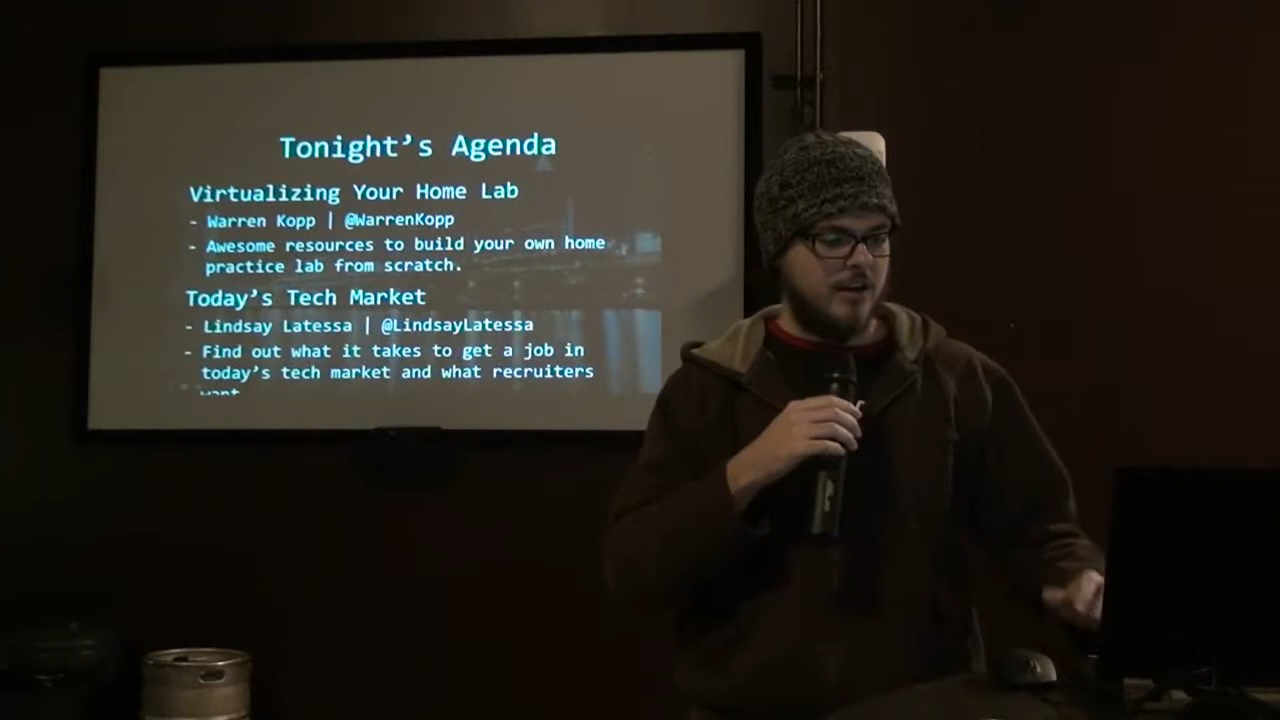 Tonight's Agenda
Virtualizing Your Home Lab
- Warren Kopp | @WarrenKopp
- Awesome resources to build your own home
practice lab from scratch.
Today's Tech Market
- Lindsay Latessa | @LindsayLatessa
- Find out what it takes to get a job in
today's tech market and what recruiters
want